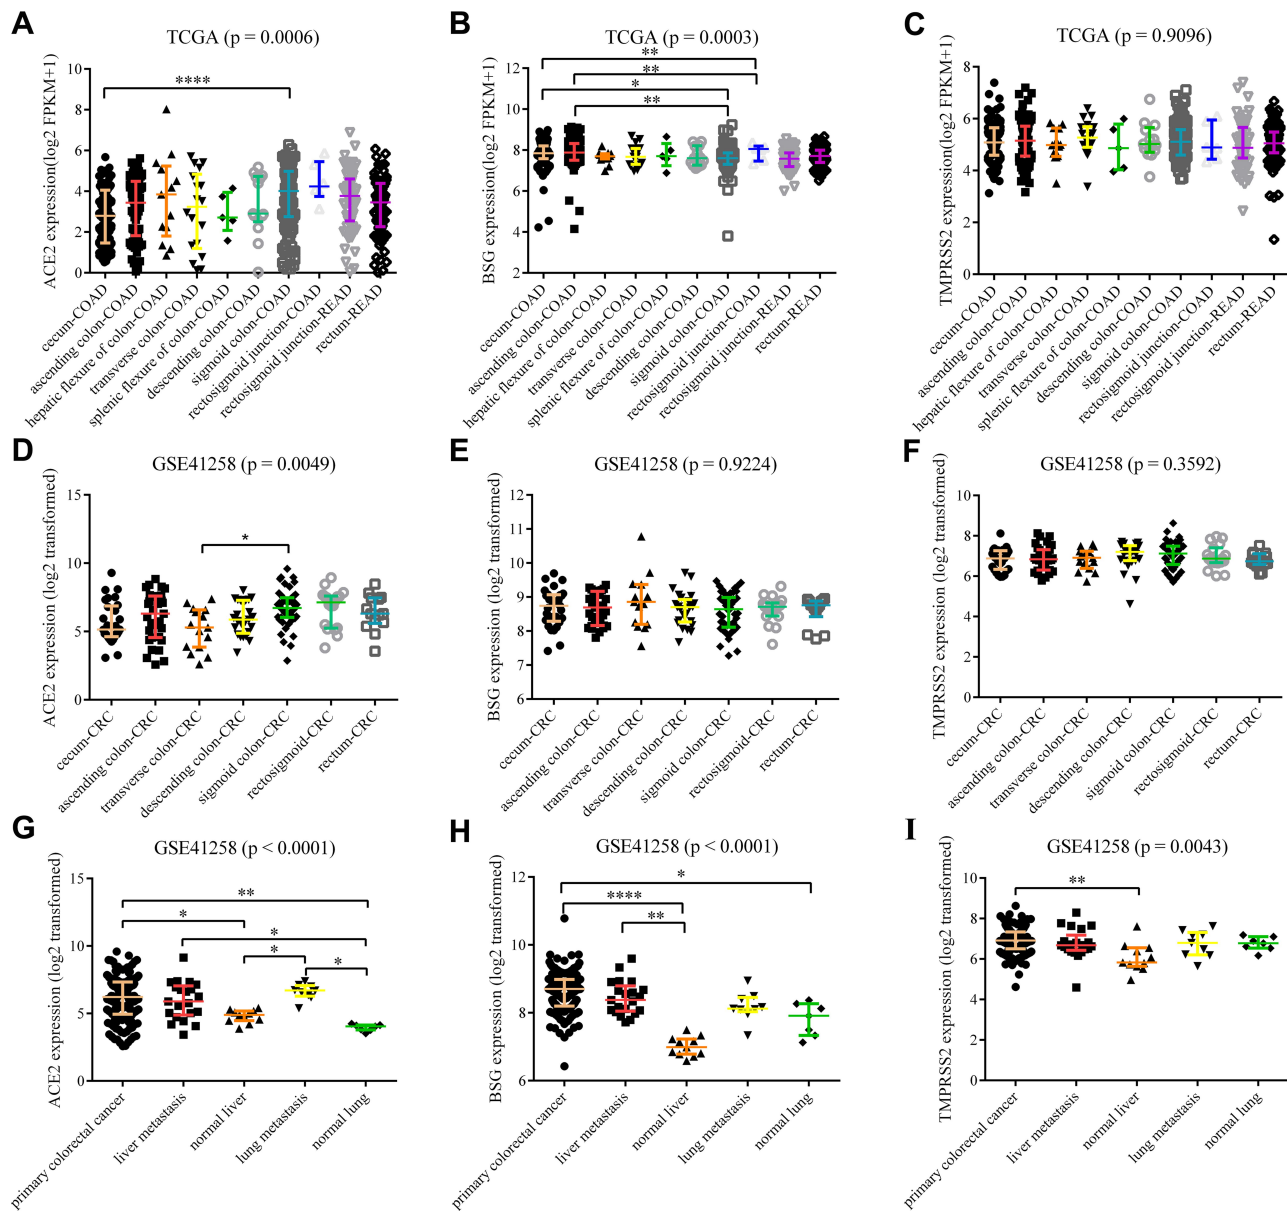 A
TCGA (p = 0.0006)
ACE2 expression(log2 FPKM+1)
10
8
6
4
2
0
****
cecum-COAD
ascending colon-COAD
hepatic flexure of colon-COAD
transverse colon-COAD
splenic flexure of colon-COAD
descending colon-COAD
sigmoid colon-COAD
rectosigmoid junction-COAD
rectosigmoid junction-READ
rectum-READ
B
TCGA (p = 0.0003)
BSG expression(log2 FPKM+1)
12
10
8
6
4
2
**
**
*
**
cecum-COAD
ascending colon-COAD
hepatic flexure of colon-COAD
transverse colon-COAD
splenic flexure of colon-COAD
descending colon-COAD
sigmoid colon-COAD
rectosigmoid junction-COAD
rectosigmoid junction-READ
rectum-READ
C
TCGA (p = 0.9096)
TMPRSS2 expression(log2 FPKM+1)
8
6
4
2
0
cecum-COAD
ascending colon-COAD
hepatic flexure of colon-COAD
transverse colon-COAD
splenic flexure of colon-COAD
descending colon-COAD
sigmoid colon-COAD
rectosigmoid junction-COAD
rectosigmoid junction-READ
rectum-READ
D
GSE41258 (p = 0.0049)
ACE2 expression (log2 transformed)
15
10
5
0
*
cecum-CRC
ascending colon-CRC
transverse colon-CRC
descending colon-CRC
sigmoid colon-CRC
rectosigmoid-CRC
rectum-CRC
E
GSE41258 (p = 0.9224)
BSG expression (log2 transformed)
12
11
10
9
8
7
6
cecum-CRC
ascending colon-CRC
transverse colon-CRC
descending colon-CRC
sigmoid colon-CRC
rectosigmoid-CRC
rectum-CRC
F
GSE41258 (p = 0.3592)
TMPRSS2 expression (log2 transformed)
10
8
6
4
2
0
cecum-CRC
ascending colon-CRC
transverse colon-CRC
descending colon-CRC
sigmoid colon-CRC
rectosigmoid-CRC
rectum-CRC
G
GSE41258 (p < 0.0001)
ACE2 expression (log2 transformed)
15
10
5
0
**
*
*
*
*
primary colorectal cancer
liver metastasis
normal liver
lung metastasis
normal lung
H
GSE41258 (p < 0.0001)
BSG expression (log2 transformed)
12
10
8
6
*
****
**
primary colorectal cancer
liver metastasis
normal liver
lung metastasis
normal lung
I
GSE41258 (p = 0.0043)
TMPRSS2 expression (log2 transformed)
10
8
6
4
2
0
**
primary colorectal cancer
liver metastasis
normal liver
lung metastasis
normal lung